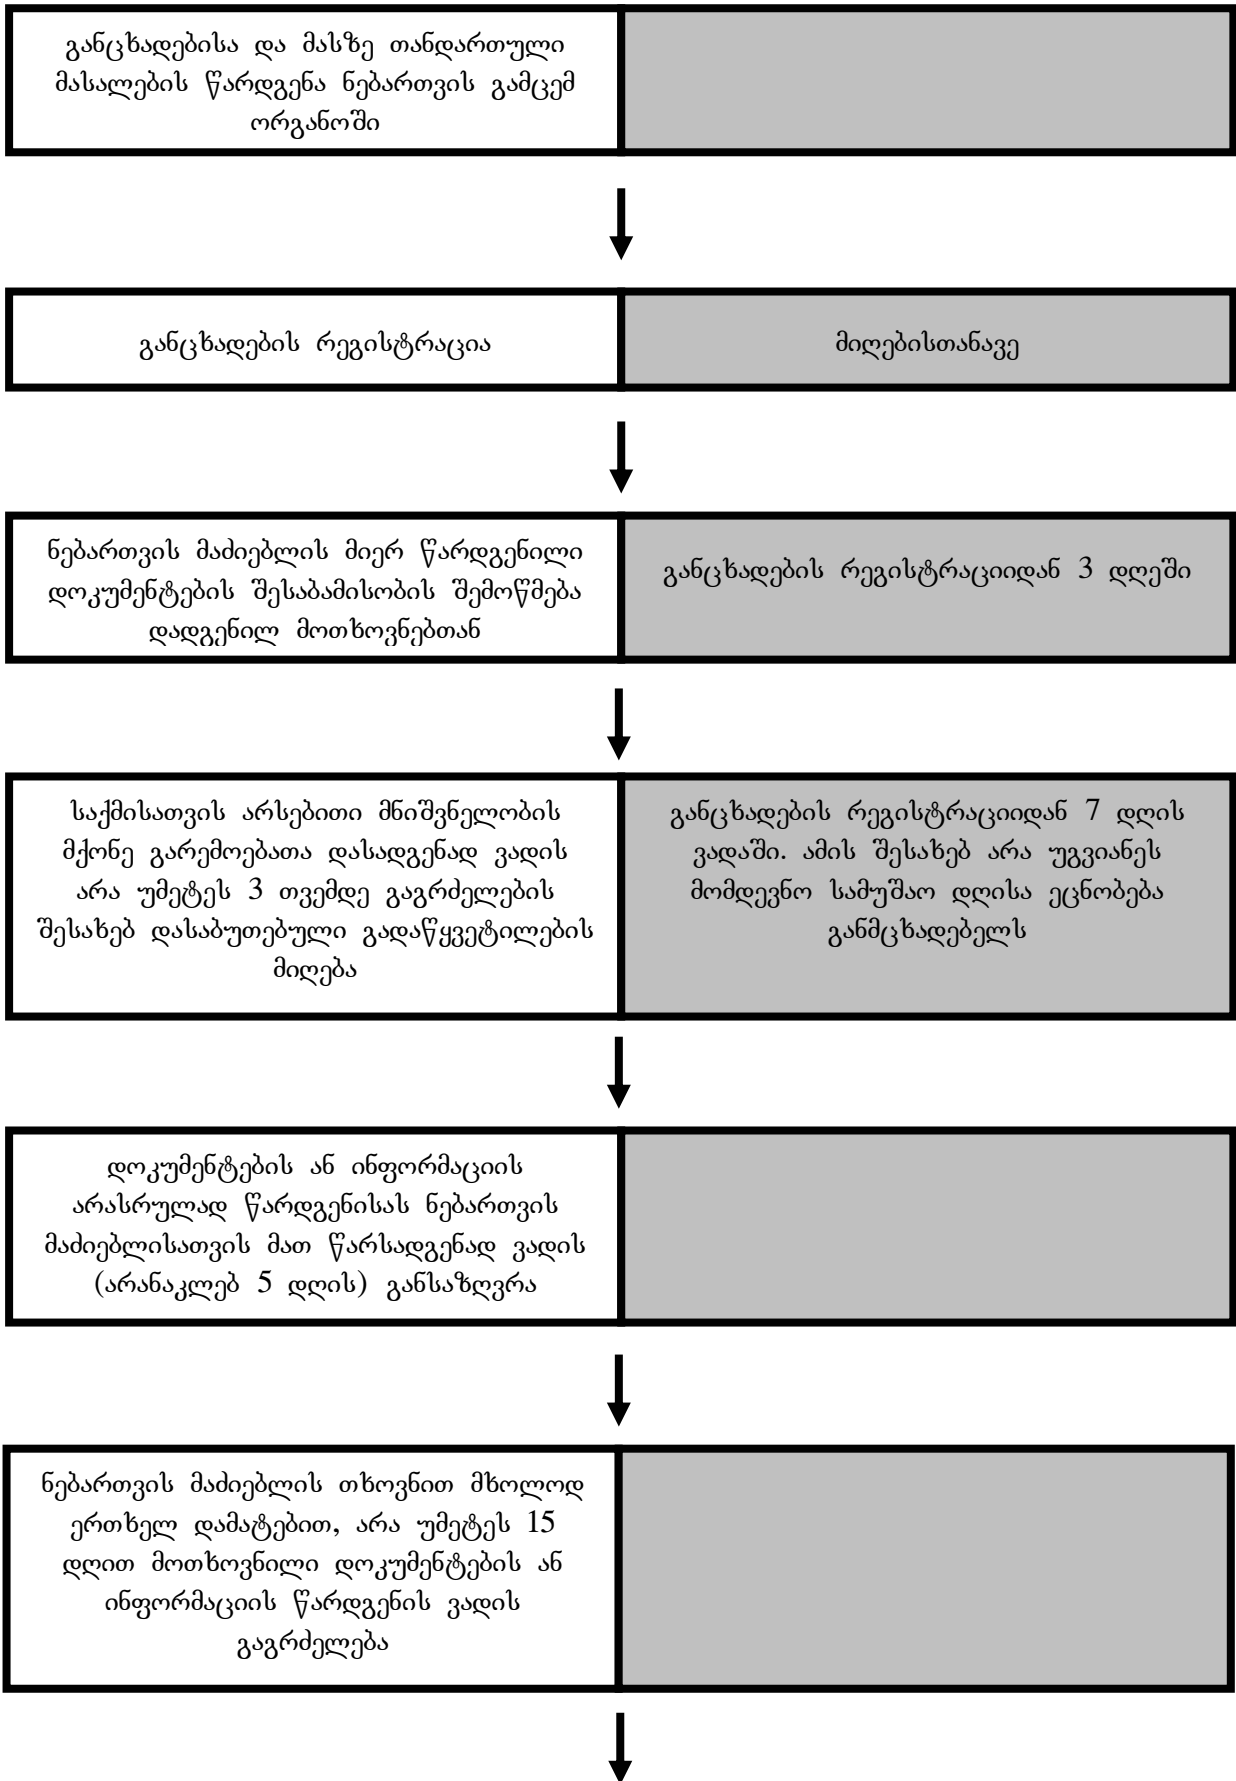 განცხადებისა და მასზე თანდართული
მასალების წარდგენა ნებართვის გამცემ
ორგანოში
განცხადების რეგისტრაცია
მიღებისთანავე
ნებართვის მაძიებლის მიერ წარდგენილი
დოკუმენტების შესაბამისობის შემოწმება
დადგენილ მოთხოვნებთან
განცხადების რეგისტრაციიდან 3 დღეში
საქმისათვის არსებითი მნიშვნელობის
მქონე გარემოებათა დასადგენად ვადის
არა უმეტეს 3 თვემდე გაგრძელების
შესახებ დასაბუთებული გადაწყვეტილების
მიღება
განცხადების რეგისტრაციიდან 7 დღის
ვადაში. ამის შესახებ არა უგვიანეს
მომდევნო სამუშაო დღისა ეცნობება
განმცხადებელს
დოკუმენტების ან ინფორმაციის
არასრულად წარდგენისას ნებართვის
მაძიებლისათვის მათ წარსადგენად ვადის
(არანაკლებ 5 დღის) განსაზღვრა
ნებართვის მაძიებლის თხოვნით მხოლოდ
ერთხელ დამატებით, არა უმეტეს 15
დღით მოთხოვნილი დოკუმენტების ან
ინფორმაციის წარდგენის ვადის
გაგრძელება